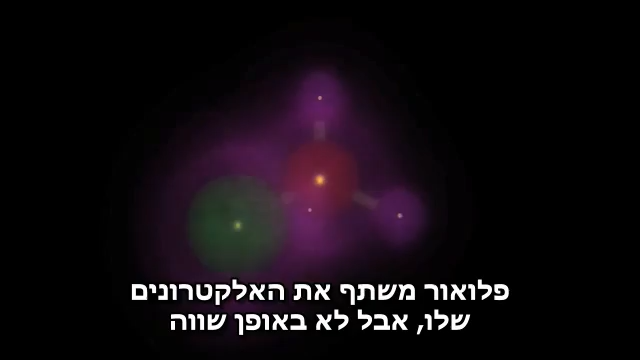 פלואור משתף את האלקטרונים
שלו, אבל לא באופן שווה